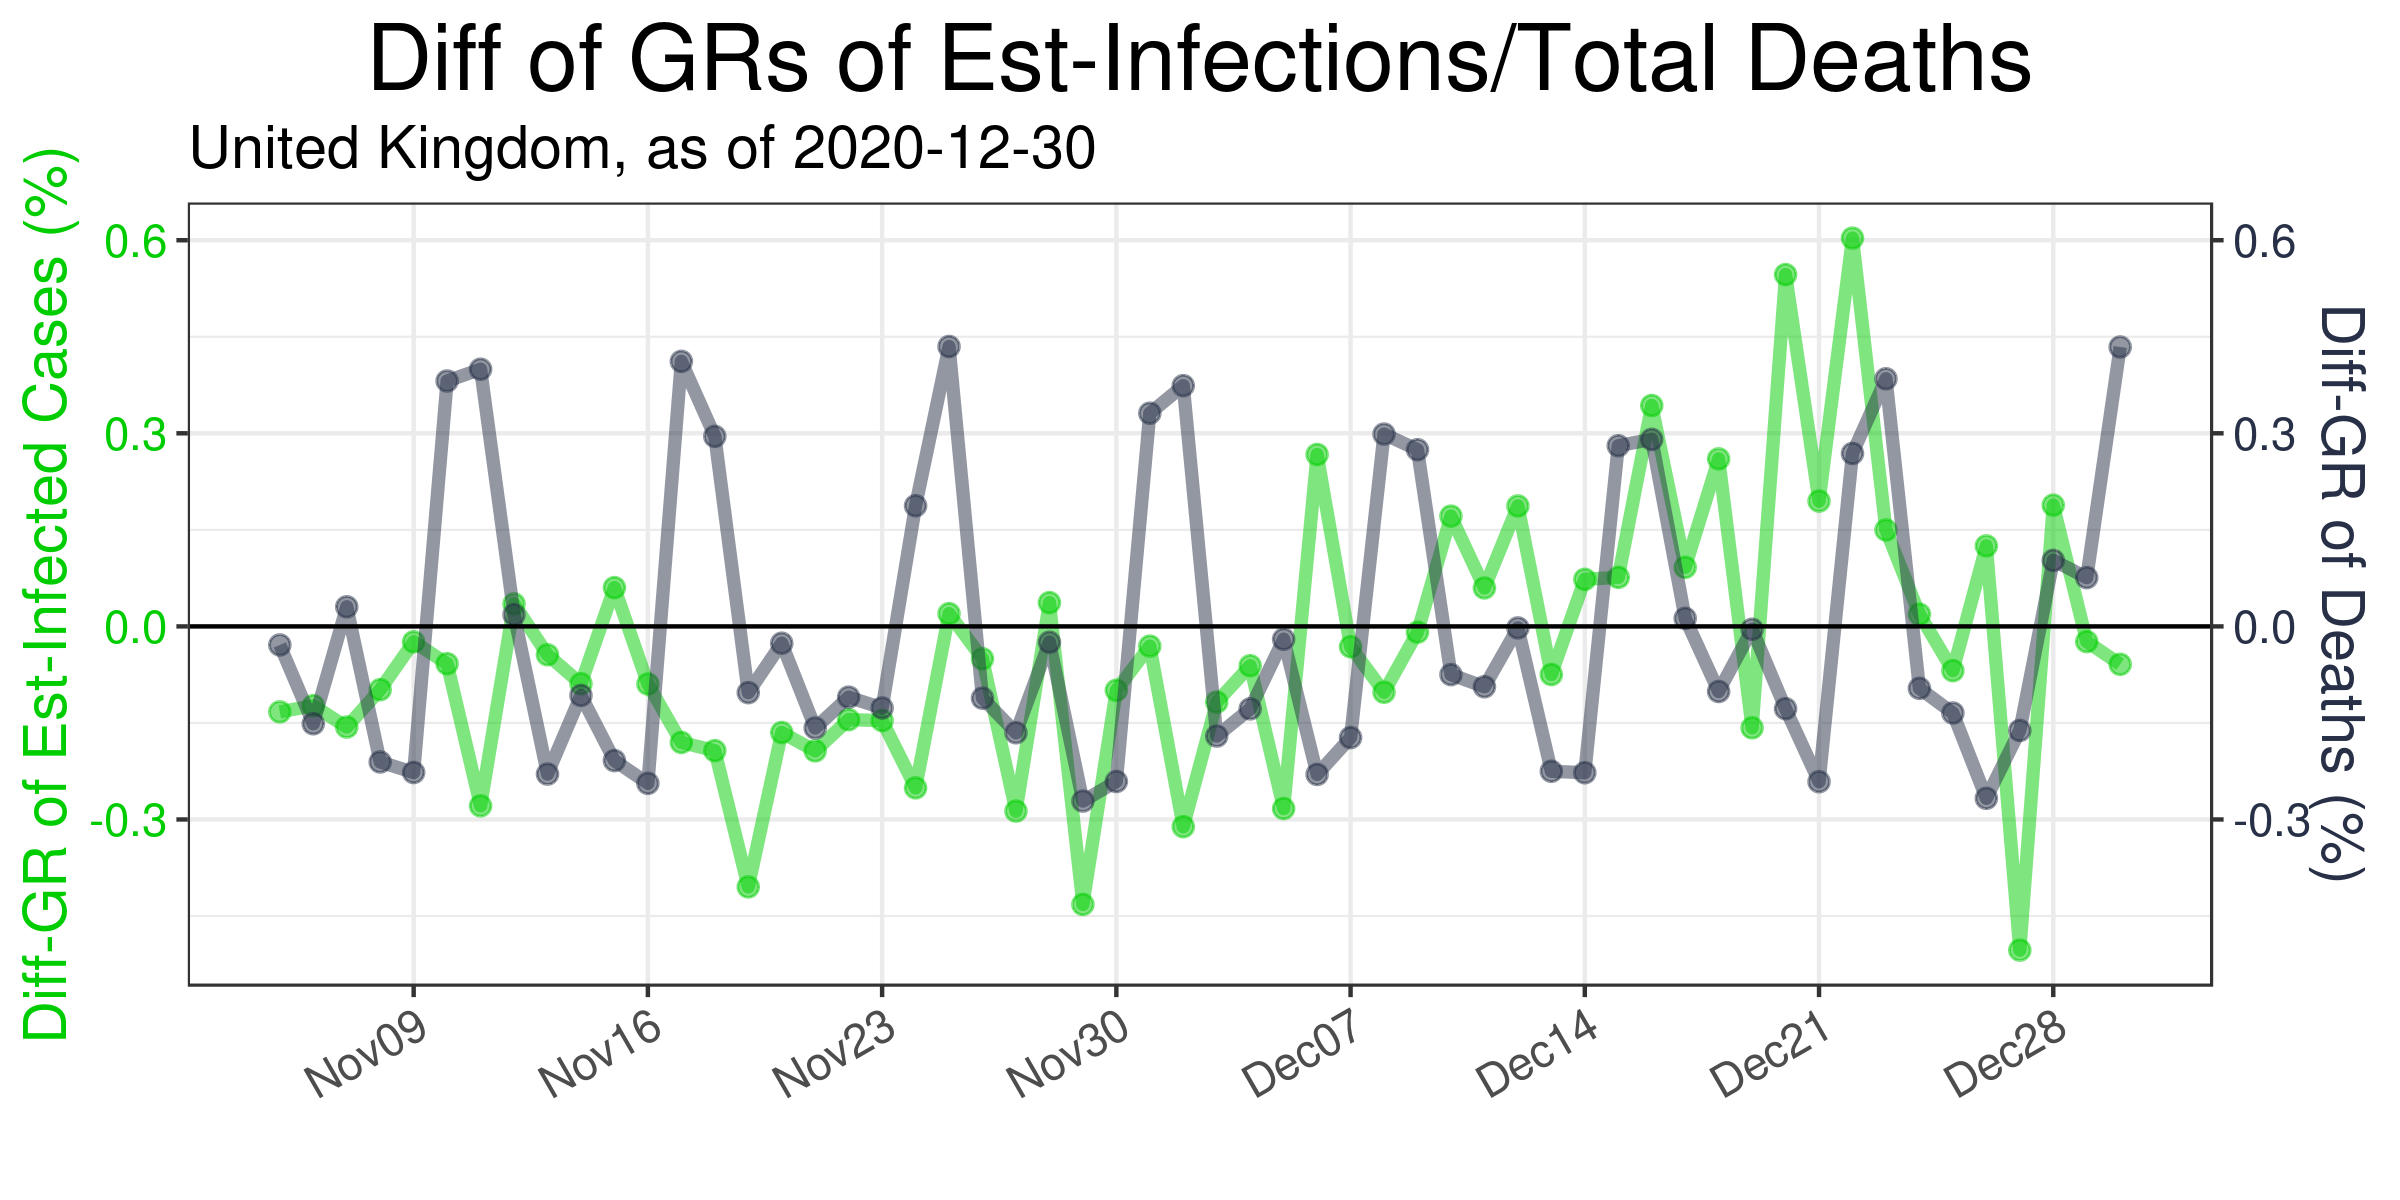 Diff of GRs of Est-Infections/Total Deaths
United Kingdom, as of 2020-12-30
Diff-GR of Est-Infected Cases (%)
0.6
0.3
0.0
-0.3
0.6
0.3
0.0
-0.3
Diff-GR of Deaths (%)
Nov09
Nov16
Nov23
Nov30
Dec07
Dec14
Dec21
Dec28